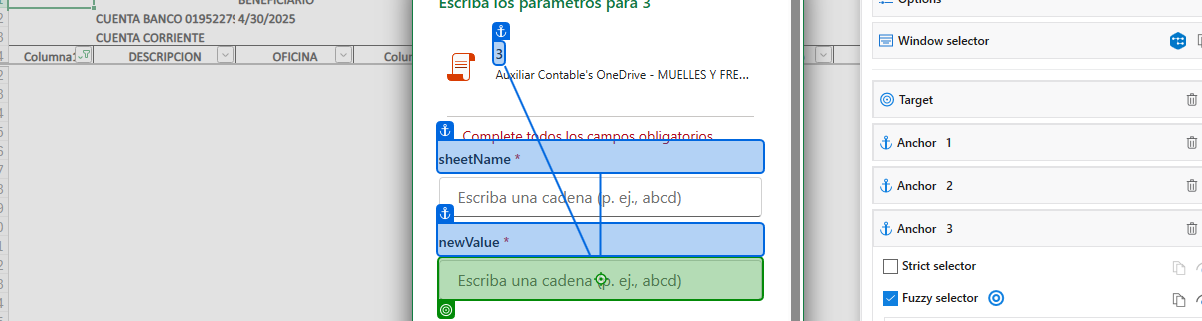 BENEFICIARIO
Escriba los parámetros para 3
Options
CUENTA BANCO 01952279 4/30/2025
CUENTA CORRIENTE
Window selector
Columna1 DESCRIPCION OFICINA Colum
3
Auxiliar Contable's OneDrive - MUELLES Y FRE...
Target
Complete todos los campos obligatorios
Anchor 1
sheetName *
Anchor 2
Escriba una cadena (p. ej., abcd)
Anchor 3
newValue *
Strict selector
Escriba una cadena (p. ej., abcd)
Fuzzy selector